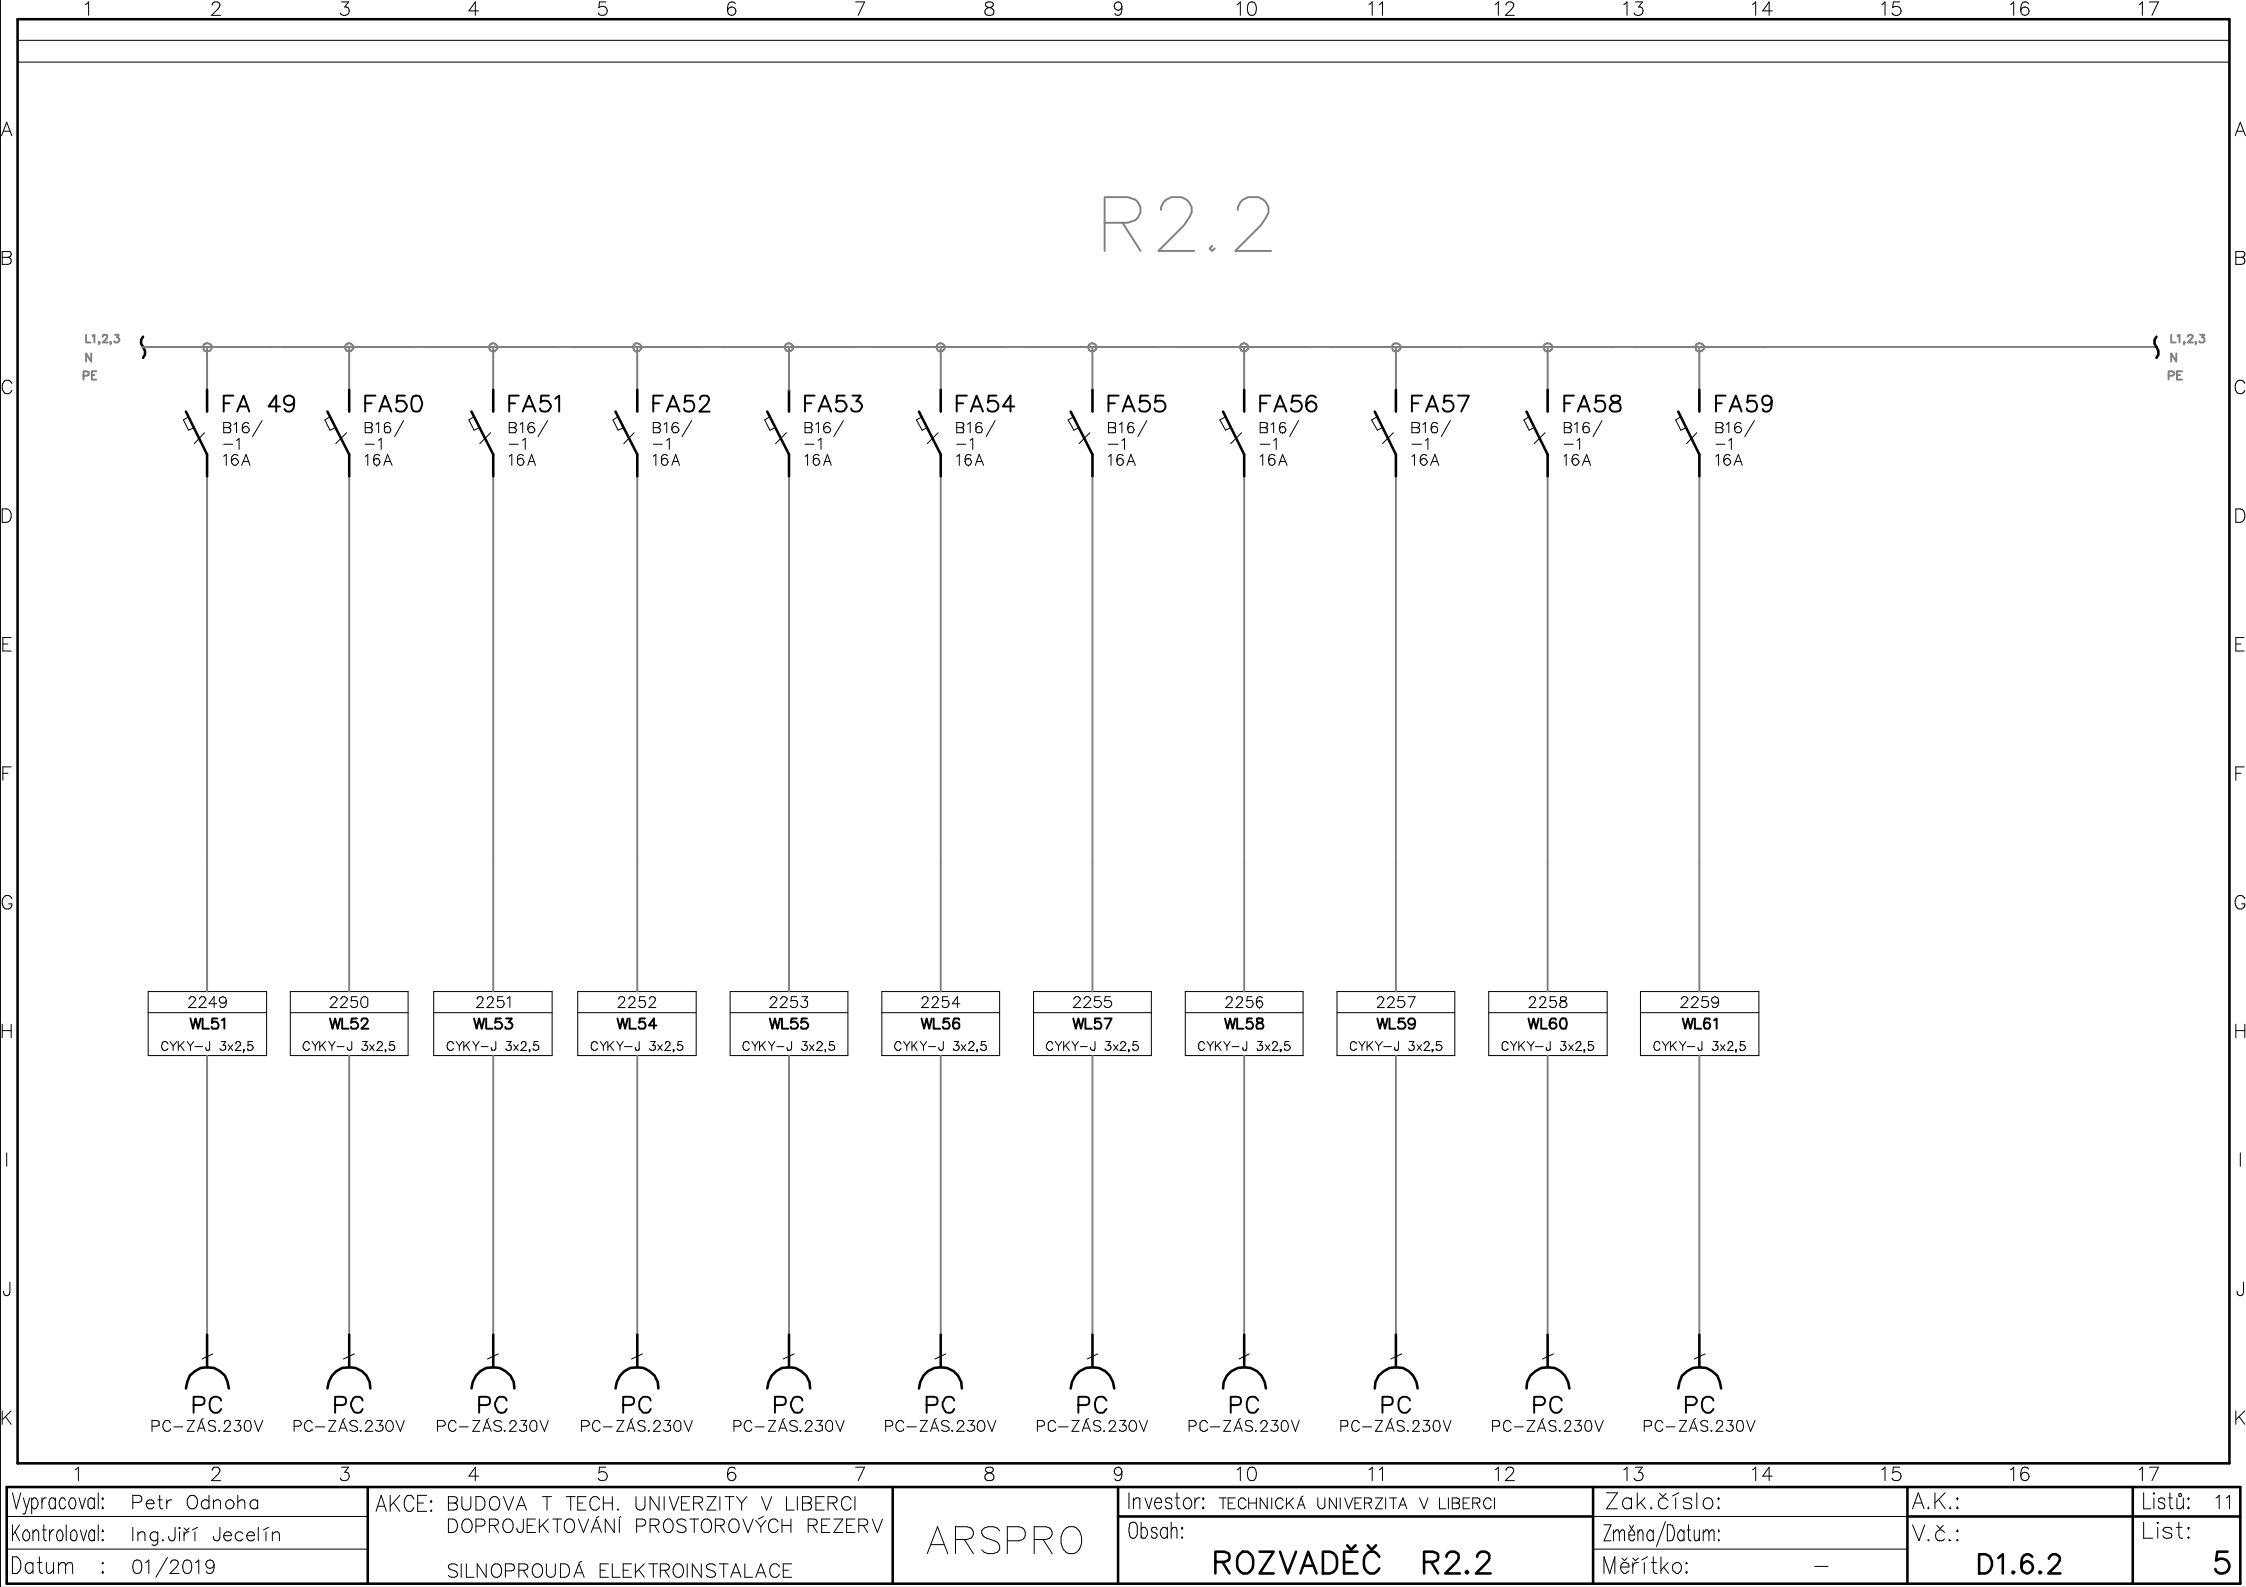 1 2 3 4 5 6 7 8 9 10 11 12 13 14 15 16 17
A A
R2.2
B B
L1,2,3 L1,2,3
N N
PE PE
C C
FA 49 FA50 FA51 FA52 FA53 FA54 FA55 FA56 FA57 FA58 FA59
B16/ B16/ B16/ B16/ B16/ B16/ B16/ B16/ B16/ B16/ B16/
-1 -1 -1 -1 -1 -1 -1 -1 -1 -1 -1
16A 16A 16A 16A 16A 16A 16A 16A 16A 16A 16A
D D
E E
F F
G G
2249 2250 2251 2252 2253 2254 2255 2256 2257 2258 2259
H WL51 WL52 WL53 WL54 WL55 WL56 WL57 WL58 WL59 WL60 WL61 H
CYKY-J 3x2,5 CYKY-J 3x2,5 CYKY-J 3x2,5 CYKY-J 3x2,5 CYKY-J 3x2,5 CYKY-J 3x2,5 CYKY-J 3x2,5 CYKY-J 3x2,5 CYKY-J 3x2,5 CYKY-J 3x2,5 CYKY-J 3x2,5
I I
J J
PC PC PC PC PC PC PC PC PC PC PC
K PC-ZÁS.230V PC-ZÁS.230V PC-ZÁS.230V PC-ZÁS.230V PC-ZÁS.230V PC-ZÁS.230V PC-ZÁS.230V PC-ZÁS.230V PC-ZÁS.230V PC-ZÁS.230V PC-ZÁS.230V K
1 2 3 4 5 6 7 8 9 10 11 12 13 14 15 16 17
Vypracoval: Petr Odnoha
Kontroloval: Ing.Jiří Jecelín
Datum : 01/2019
AKCE: BUDOVA T TECH. UNIVERZITY V LIBERCI
DOPROJEKTOVÁNÍ PROSTOROVÝCH REZERV
SILNOPROUDÁ ELEKTROINSTALACE
ARSPRO
Investor: TECHNICKÁ UNIVERZITA V LIBERCI
Obsah:
ROZVADĚČ R2.2
Zak.číslo:
Změna/Datum:
Měřítko: -
A.K.:
V.č.:
D1.6.2
Listů: 11
List:
5